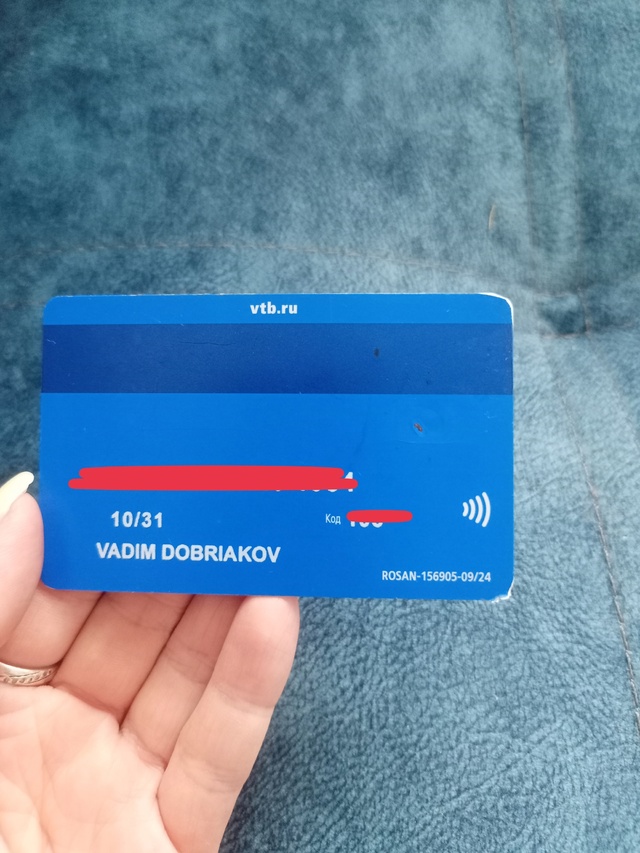 vtb.ru
10/31
Код
VADIM DOBRIAKOV
ROSAN-156905-09/24